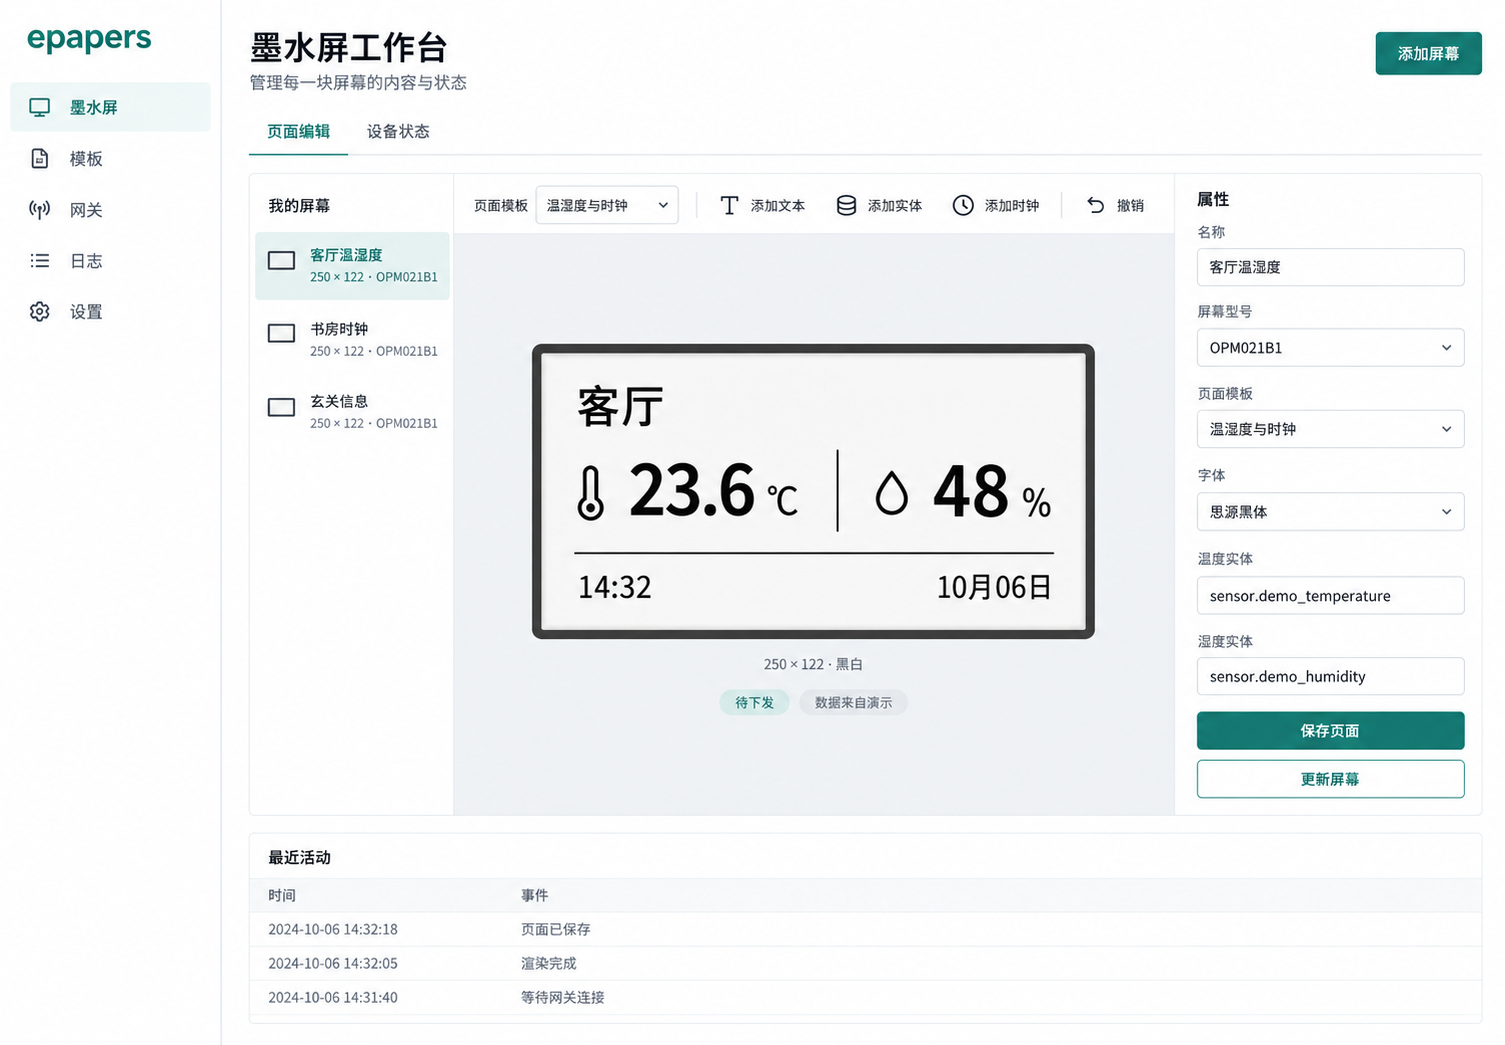 epapers
墨水屏
模板
网关
日志
设置
墨水屏工作台
管理每一块屏幕的内容与状态
添加屏幕
页面编辑
设备状态
我的屏幕
客厅温湿度
250 × 122 · OPM021B1
书房时钟
250 × 122 · OPM021B1
玄关信息
250 × 122 · OPM021B1
页面模板
温湿度与时钟
添加文本
添加实体
添加时钟
撤销
客厅
23.6 ℃
48 %
14:32
10月06日
250 × 122 · 黑白
待下发
数据来自演示
属性
名称
客厅温湿度
屏幕型号
OPM021B1
页面模板
温湿度与时钟
字体
思源黑体
温度实体
sensor.demo_temperature
湿度实体
sensor.demo_humidity
保存页面
更新屏幕
最近活动
时间 事件
2024-10-06 14:32:18 页面已保存
2024-10-06 14:32:05 渲染完成
2024-10-06 14:31:40 等待网关连接